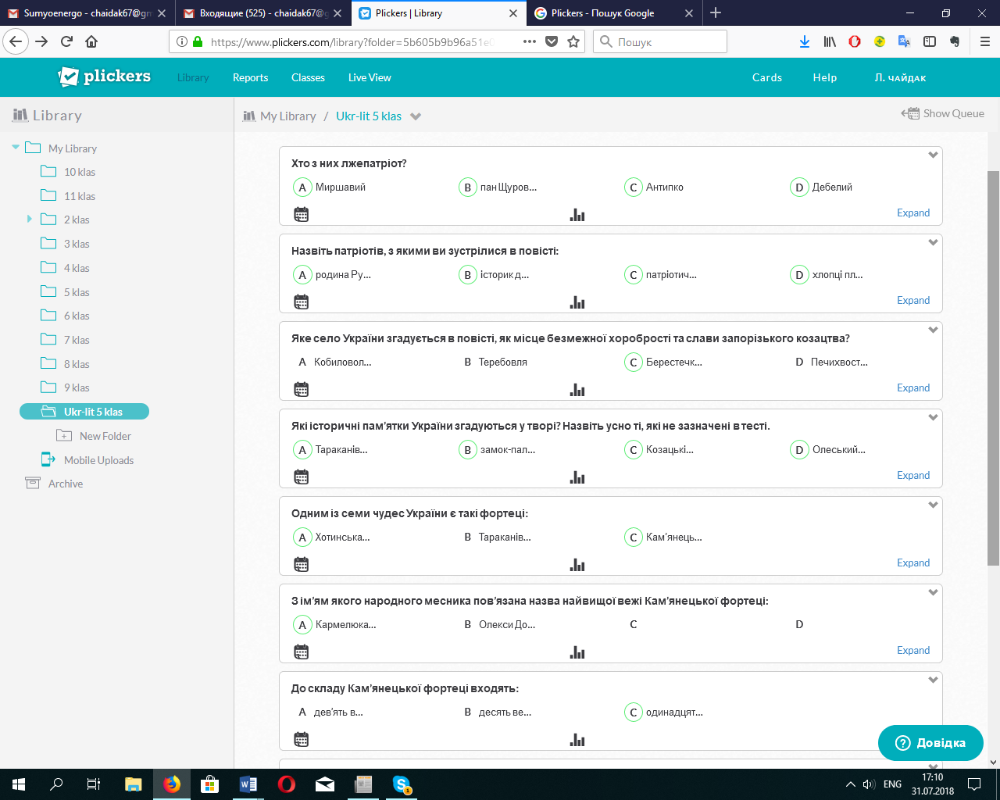 Sumyoenergo - chaidak67@gm
Входящие (525) - chaidak67@g
Plickers | Library
Plickers - Пошук Google
https://www.plickers.com/library?folder=5b605b9b96a51e0
Пошук
plickers
Library
Reports
Classes
Live View
Cards
Help
Л. ЧАЙДАК
Library
My Library / Ukr-lit 5 klas
Show Queue
My Library
10 klas
11 klas
2 klas
3 klas
4 klas
5 klas
6 klas
7 klas
8 klas
9 klas
Ukr-lit 5 klas
New Folder
Mobile Uploads
Archive
Хто з них лжепатріот?
A Миршавий B пан Щуров... C Антипко D Дебелий
Expand
Назвіть патріотів, з якими ви зустрілися в повісті:
A родина Ру... B історик д... C патріотич... D хлопці пл...
Expand
Яке село України згадується в повісті, як місце безмежної хоробрості та слави запорізького козацтва?
A Кобиловол... B Теребовля C Берестечк... D Печихвост...
Expand
Які історичні пам'ятки України згадуються у творі? Назвіть усно ті, які не зазначені в тесті.
A Тараканів... B замок-пал... C Козацькі... D Олеський...
Expand
Одним із семи чудес України є такі фортеці:
A Хотинська... B Тараканів... C Кам'янець...
Expand
З ім'ям якого народного месника пов'язана назва найвищої вежі Кам'янецької фортеці:
A Кармелюка... B Олекси До... C D
Expand
До складу Кам'янецької фортеці входять:
A дев'ять в... B десять ве... C одинадцят...
Довідка
ENG
17:10
31.07.2018